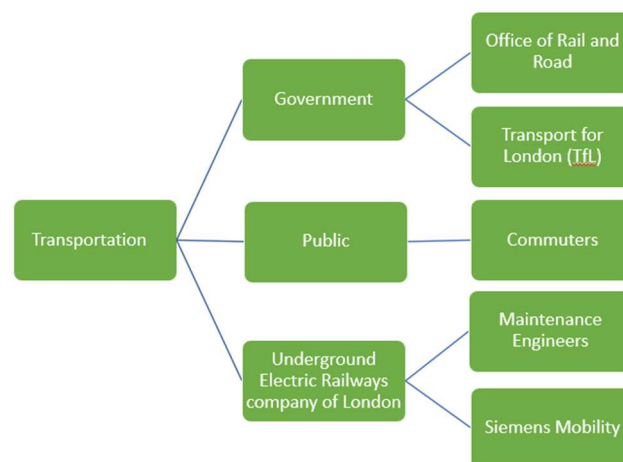 Office of Rail and
Road
Government
Transport for
London (TfL)
Transportation
Public
Commuters
Maintenance
Engineers
Underground
Electric Railways
company of London
Siemens Mobility